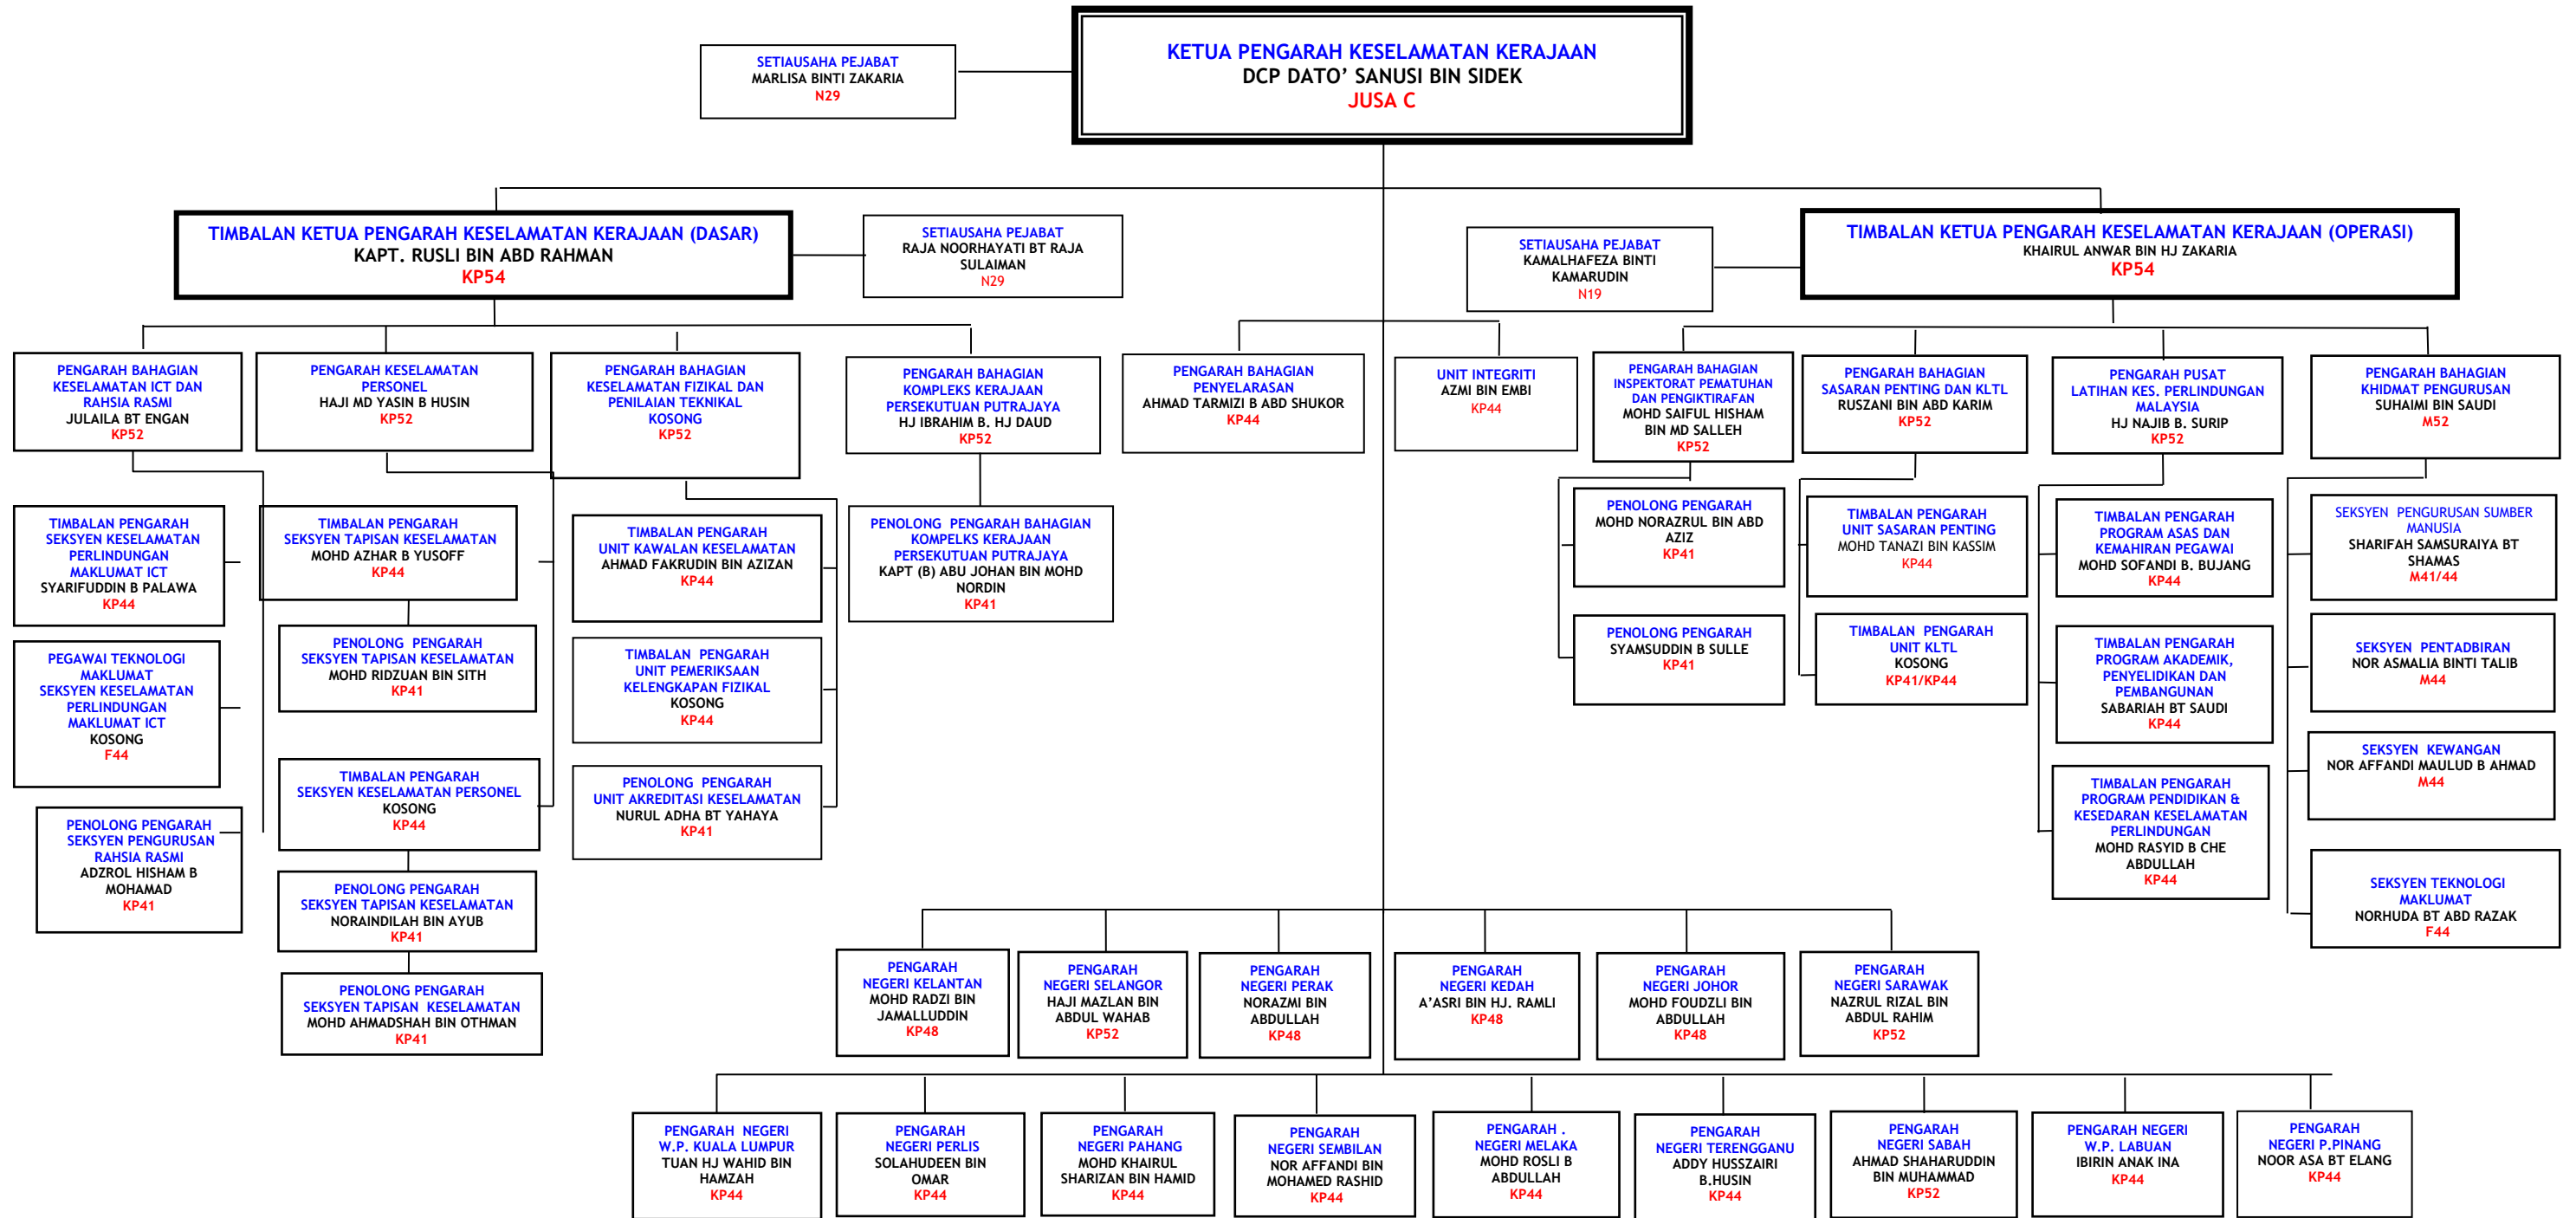 KETUA PENGARAH KESELAMATAN KERAJAAN
DCP DATO’ SANUSI BIN SIDEK
JUSA C
SETIAUSAHA PEJABAT
MARLISA BINTI ZAKARIA
N29
TIMBALAN KETUA PENGARAH KESELAMATAN KERAJAAN (DASAR)
KAPT. RUSLI BIN ABD RAHMAN
KP54
SETIAUSAHA PEJABAT
RAJA NOORHAYATI BT RAJA
SULAIMAN
N29
SETIAUSAHA PEJABAT
KAMALHAFEZA BINTI
KAMARUDIN
N19
TIMBALAN KETUA PENGARAH KESELAMATAN KERAJAAN (OPERASI)
KHAIRUL ANWAR BIN HJ ZAKARIA
KP54
PENGARAH BAHAGIAN
KESELAMATAN ICT DAN
RAHSIA RASMI
JULAILA BT ENGAN
KP52
PENGARAH KESELAMATAN
PERSONEL
HAJI MD YASIN B HUSIN
KP52
PENGARAH BAHAGIAN
KESELAMATAN FIZIKAL DAN
PENILAIAN TEKNIKAL
KOSONG
KP52
PENGARAH BAHAGIAN
KOMPLEKS KERAJAAN
PERSEKUTUAN PUTRAJAYA
HJ IBRAHIM B. HJ DAUD
KP52
PENGARAH BAHAGIAN
PENYELARASAN
AHMAD TARMIZI B ABD SHUKOR
KP44
UNIT INTEGRITI
AZMI BIN EMBI
KP44
PENGARAH BAHAGIAN
INSPEKTORAT PEMATUHAN
DAN PENGIKTIRAFAN
MOHD SAIFUL HISHAM
BIN MD SALLEH
KP52
PENGARAH BAHAGIAN
SASARAN PENTING DAN KLTL
RUSZANI BIN ABD KARIM
KP52
PENGARAH PUSAT
LATIHAN KES. PERLINDUNGAN
MALAYSIA
HJ NAJIB B. SURIP
KP52
PENGARAH BAHAGIAN
KHIDMAT PENGURUSAN
SUHAIMI BIN SAUDI
M52
TIMBALAN PENGARAH
SEKSYEN KESELAMATAN
PERLINDUNGAN
MAKLUMAT ICT
SYARIFUDDIN B PALAWA
KP44
PEGAWAI TEKNOLOGI
MAKLUMAT
SEKSYEN KESELAMATAN
PERLINDUNGAN
MAKLUMAT ICT
KOSONG
F44
PENOLONG PENGARAH
SEKSYEN PENGURUSAN
RAHSIA RASMI
ADZROL HISHAM B
MOHAMAD
KP41
TIMBALAN PENGARAH
SEKSYEN TAPISAN KESELAMATAN
MOHD AZHAR B YUSOFF
KP44
PENOLONG PENGARAH
SEKSYEN TAPISAN KESELAMATAN
MOHD RIDZUAN BIN SITH
KP41
TIMBALAN PENGARAH
SEKSYEN KESELAMATAN PERSONEL
KOSONG
KP44
PENOLONG PENGARAH
SEKSYEN TAPISAN KESELAMATAN
NORAINDILAH BIN AYUB
KP41
PENOLONG PENGARAH
SEKSYEN TAPISAN KESELAMATAN
MOHD AHMADSHAH BIN OTHMAN
KP41
TIMBALAN PENGARAH
UNIT KAWALAN KESELAMATAN
AHMAD FAKRUDIN BIN AZIZAN
KP44
TIMBALAN PENGARAH
UNIT PEMERIKSAAN
KELENGKAPAN FIZIKAL
KOSONG
KP44
PENOLONG PENGARAH
UNIT AKREDITASI KESELAMATAN
NURUL ADHA BT YAHAYA
KP41
PENOLONG PENGARAH BAHAGIAN
KOMPELKS KERAJAAN
PERSEKUTUAN PUTRAJAYA
KAPT (B) ABU JOHAN BIN MOHD
NORDIN
KP41
PENOLONG PENGARAH
MOHD NORAZRUL BIN ABD
AZIZ
KP41
PENOLONG PENGARAH
SYAMSUDDIN B SULLE
KP41
TIMBALAN PENGARAH
UNIT SASARAN PENTING
MOHD TANAZI BIN KASSIM
KP44
TIMBALAN PENGARAH
UNIT KLTL
KOSONG
KP41/KP44
TIMBALAN PENGARAH
PROGRAM ASAS DAN
KEMAHIRAN PEGAWAI
MOHD SOFANDI B. BUJANG
KP44
TIMBALAN PENGARAH
PROGRAM AKADEMIK,
PENYELIDIKAN DAN
PEMBANGUNAN
SABARIAH BT SAUDI
KP44
TIMBALAN PENGARAH
PROGRAM PENDIDIKAN &
KESEDARAN KESELAMATAN
PERLINDUNGAN
MOHD RASYID B CHE
ABDULLAH
KP44
SEKSYEN PENGURUSAN SUMBER
MANUSIA
SHARIFAH SAMSURAIYA BT
SHAMAS
M41/44
SEKSYEN PENTADBIRAN
NOR ASMALIA BINTI TALIB
M44
SEKSYEN KEWANGAN
NOR AFFANDI MAULUD B AHMAD
M44
SEKSYEN TEKNOLOGI
MAKLUMAT
NORHUDA BT ABD RAZAK
F44
PENGARAH
NEGERI KELANTAN
MOHD RADZI BIN
JAMALLUDDIN
KP48
PENGARAH
NEGERI SELANGOR
HAJI MAZLAN BIN
ABDUL WAHAB
KP52
PENGARAH
NEGERI PERAK
NORAZMI BIN
ABDULLAH
KP48
PENGARAH
NEGERI KEDAH
A’ASRI BIN HJ. RAMLI
KP48
PENGARAH
NEGERI JOHOR
MOHD FOUDZLI BIN
ABDULLAH
KP48
PENGARAH
NEGERI SARAWAK
NAZRUL RIZAL BIN
ABDUL RAHIM
KP52
PENGARAH NEGERI
W.P. KUALA LUMPUR
TUAN HJ WAHID BIN
HAMZAH
KP44
PENGARAH
NEGERI PERLIS
SOLAHUDEEN BIN
OMAR
KP44
PENGARAH
NEGERI PAHANG
MOHD KHAIRUL
SHARIZAN BIN HAMID
KP44
PENGARAH
NEGERI SEMBILAN
NOR AFFANDI BIN
MOHAMED RASHID
KP44
PENGARAH .
NEGERI MELAKA
MOHD ROSLI B
ABDULLAH
KP44
PENGARAH
NEGERI TERENGGANU
ADDY HUSSZAIRI
B.HUSIN
KP44
PENGARAH
NEGERI SABAH
AHMAD SHAHARUDDIN
BIN MUHAMMAD
KP52
PENGARAH NEGERI
W.P. LABUAN
IBIRIN ANAK INA
KP44
PENGARAH
NEGERI P.PINANG
NOOR ASA BT ELANG
KP44